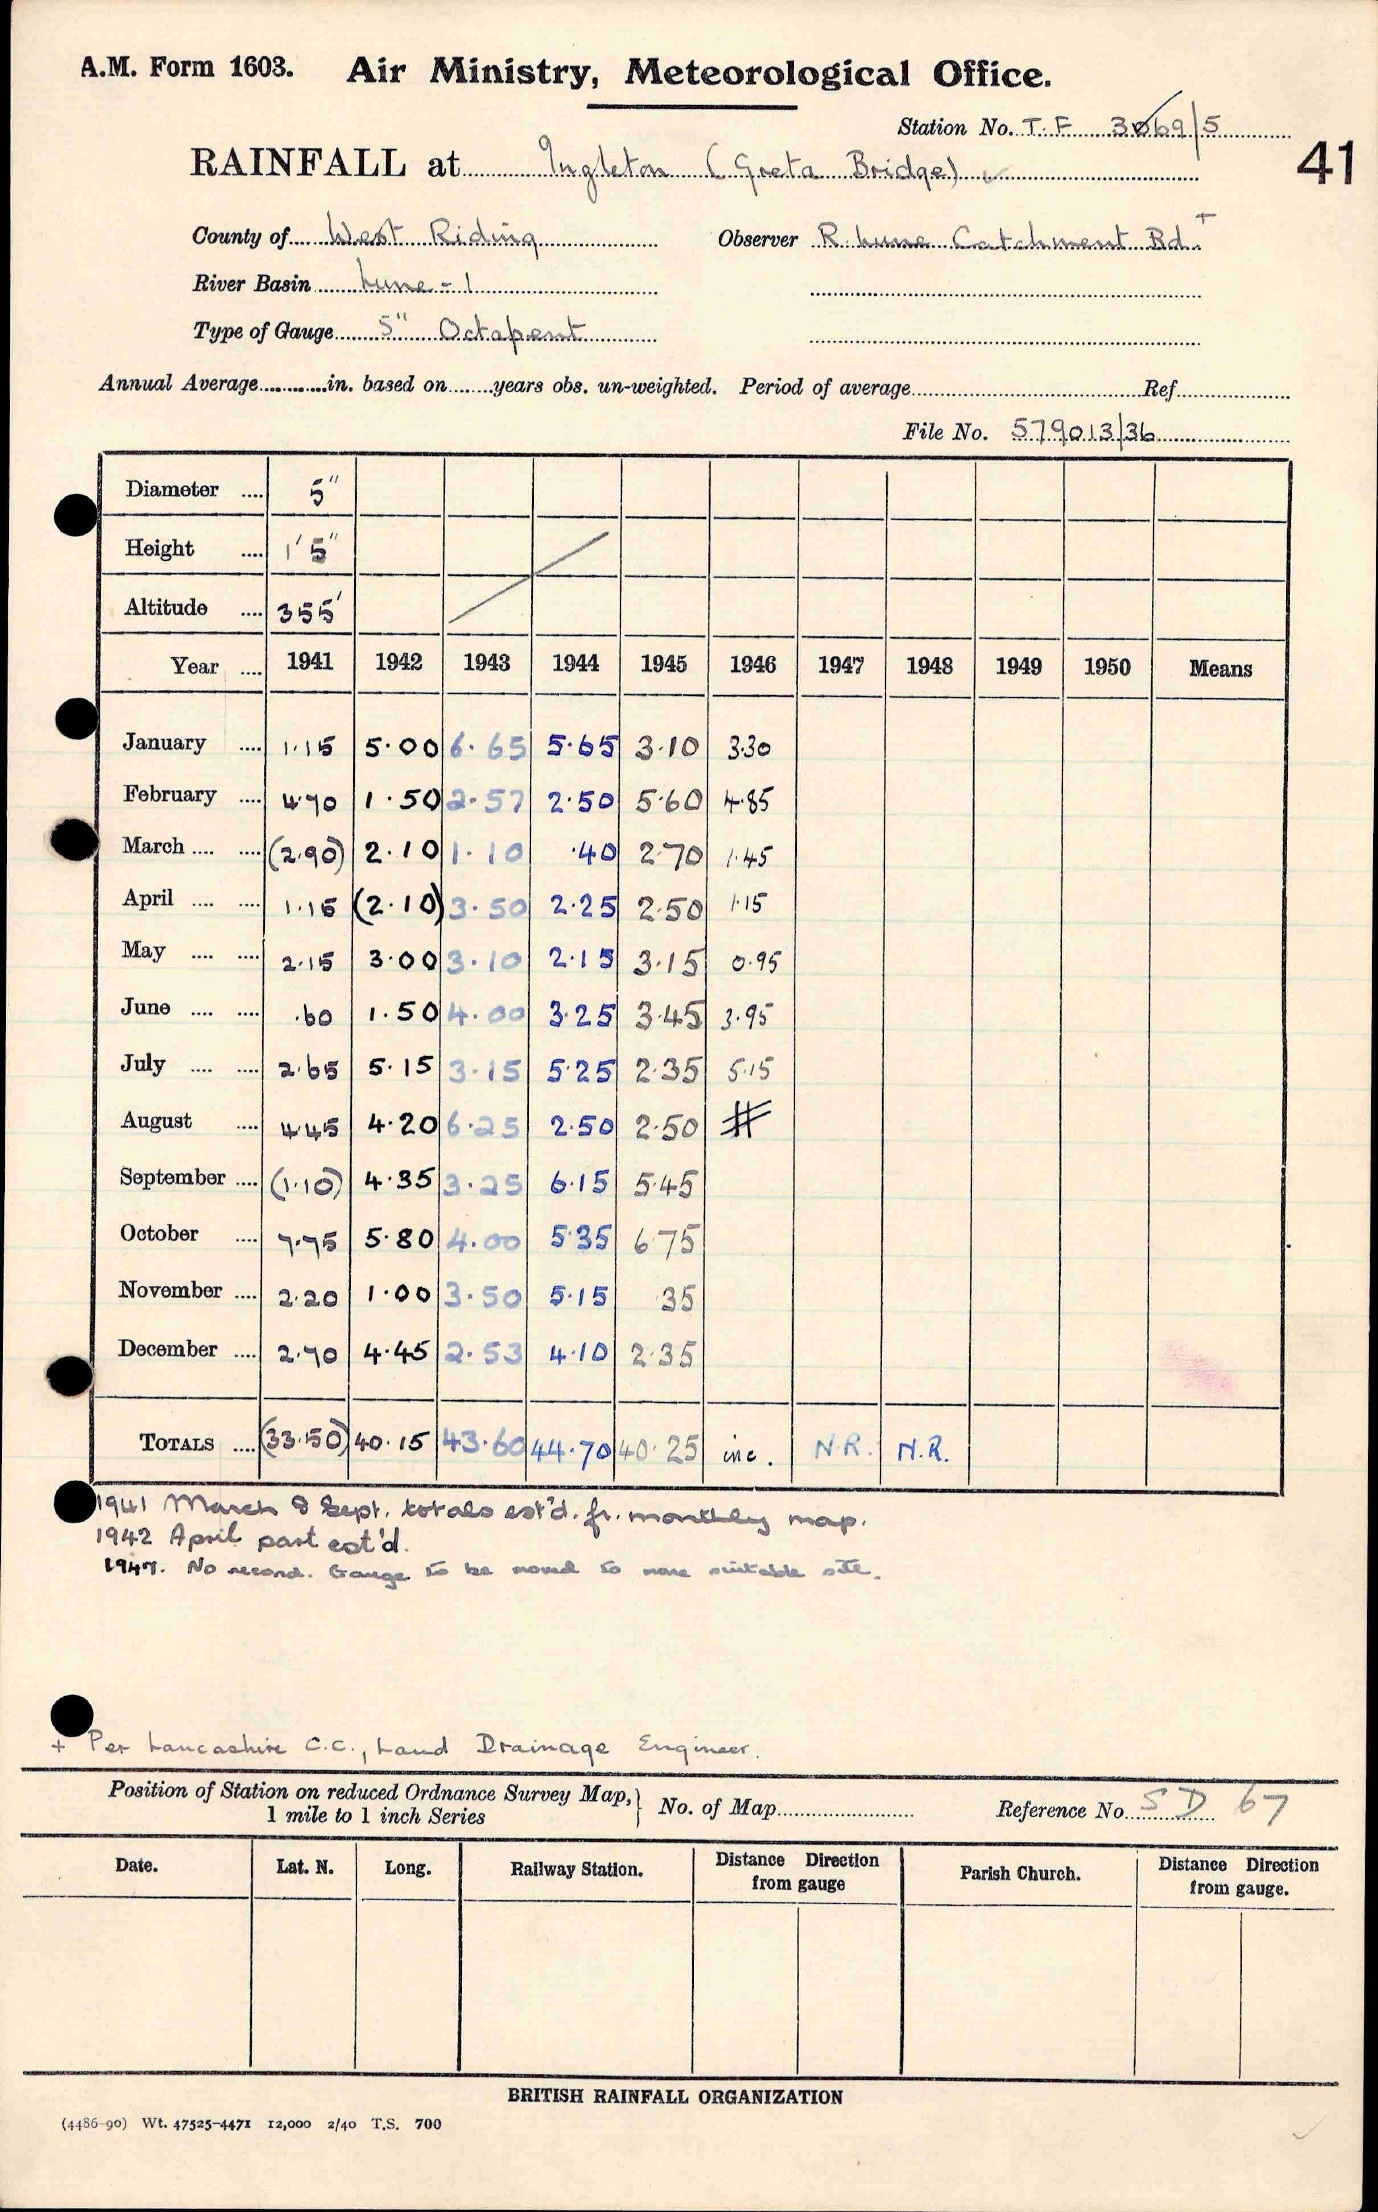 A.M. Form 1603. Air Ministry, Meteorological Office.
Station No. T.F 3069/5
41
RAINFALL at Ingleton (Greta Bridge)
County of West Riding Observer R. Lune Catchment Bd. +
River Basin Lune - 1
Type of Gauge 5" Octapent
Annual Average............in. based on.......years obs. un-weighted. Period of average Ref
File No. 579013/36
Diameter .... 5"
Height .... 1' 5"
Altitude .... 355'
Year .... 1941 1942 1943 1944 1945 1946 1947 1948 1949 1950 Means
January .... 1.15 5.00 6.65 5.65 3.10 3.30
February .... 4.70 1.50 2.57 2.50 5.60 4.85
March .... .... (2.90) 2.10 1.10 .40 2.70 1.45
April .... .... 1.15 (2.10) 3.50 2.25 2.50 1.15
May .... .... 2.15 3.00 3.10 2.15 3.15 0.95
June .... .... .60 1.50 4.00 3.25 3.45 3.95
July .... .... 2.65 5.15 3.15 5.25 2.35 5.15
August .... 4.45 4.20 6.25 2.50 2.50 #
September .... (1.10) 4.35 3.25 6.15 5.45
October .... 7.75 5.80 4.00 5.35 6.75
November .... 2.20 1.00 3.50 5.15 .35
December .... 2.70 4.45 2.53 4.10 2.35
TOTALS .... (33.50) 40.15 43.60 44.70 40.25 inc. N.R. N.R.
1941 March & Sept. totals est'd. fr. monthly map.
1942 April part est'd.
1947. No record. Gauge to be moved to more suitable site.
+ Per Lancashire C.C., Land Drainage Engineer.
Position of Station on reduced Ordnance Survey Map, 1 mile to 1 inch Series } No. of Map Reference No. SD 67
Date. Lat. N. Long. Railway Station. Distance Direction from gauge Parish Church. Distance Direction from gauge.
BRITISH RAINFALL ORGANIZATION
(4486-90) Wt. 47525-4471 12,000 2/40 T.S. 700